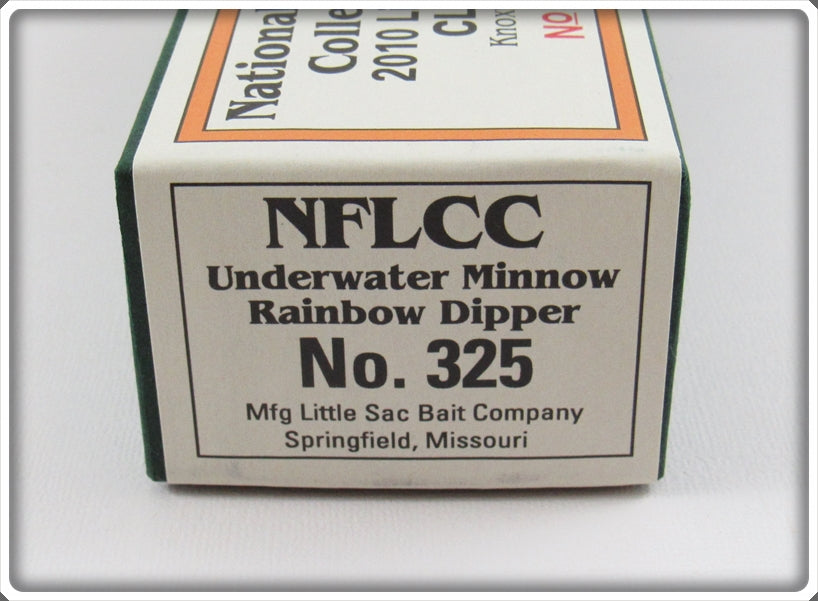 National
Colle
2010 L
CL
Knox
NO
NFLCC
Underwater Minnow
Rainbow Dipper
No. 325
Mfg Little Sac Bait Company
Springfield, Missouri